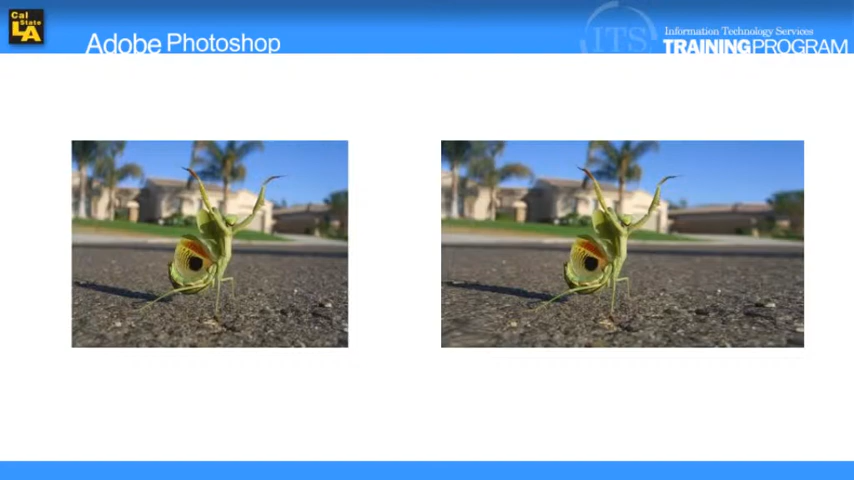 Cal
State
LA
Adobe Photoshop
ITS
Information Technology Services
TRAINING PROGRAM